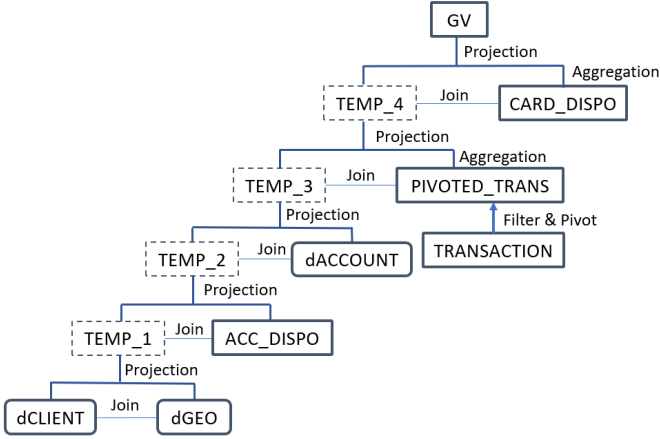 GV
Projection
Aggregation
TEMP_4
Join
CARD_DISPO
Projection
Aggregation
TEMP_3
Join
PIVOTED_TRANS
Projection
Filter & Pivot
TEMP_2
Join
dACCOUNT
TRANSACTION
Projection
TEMP_1
Join
ACC_DISPO
Projection
dCLIENT
Join
dGEO